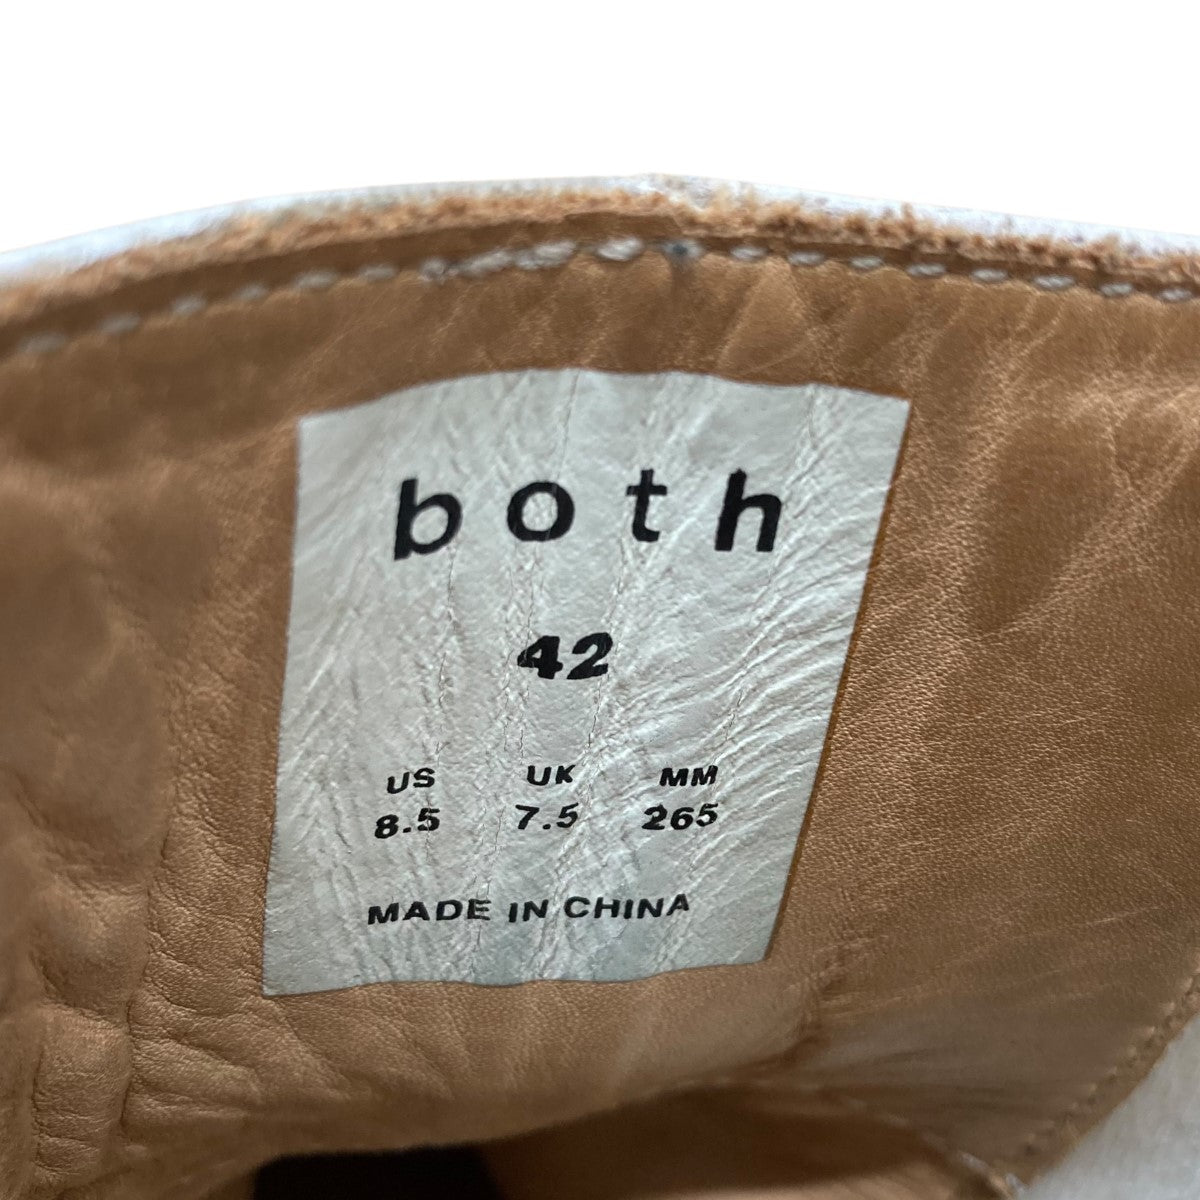 both
42
US UK MM
8.5 7.5 265
MADE IN CHINA